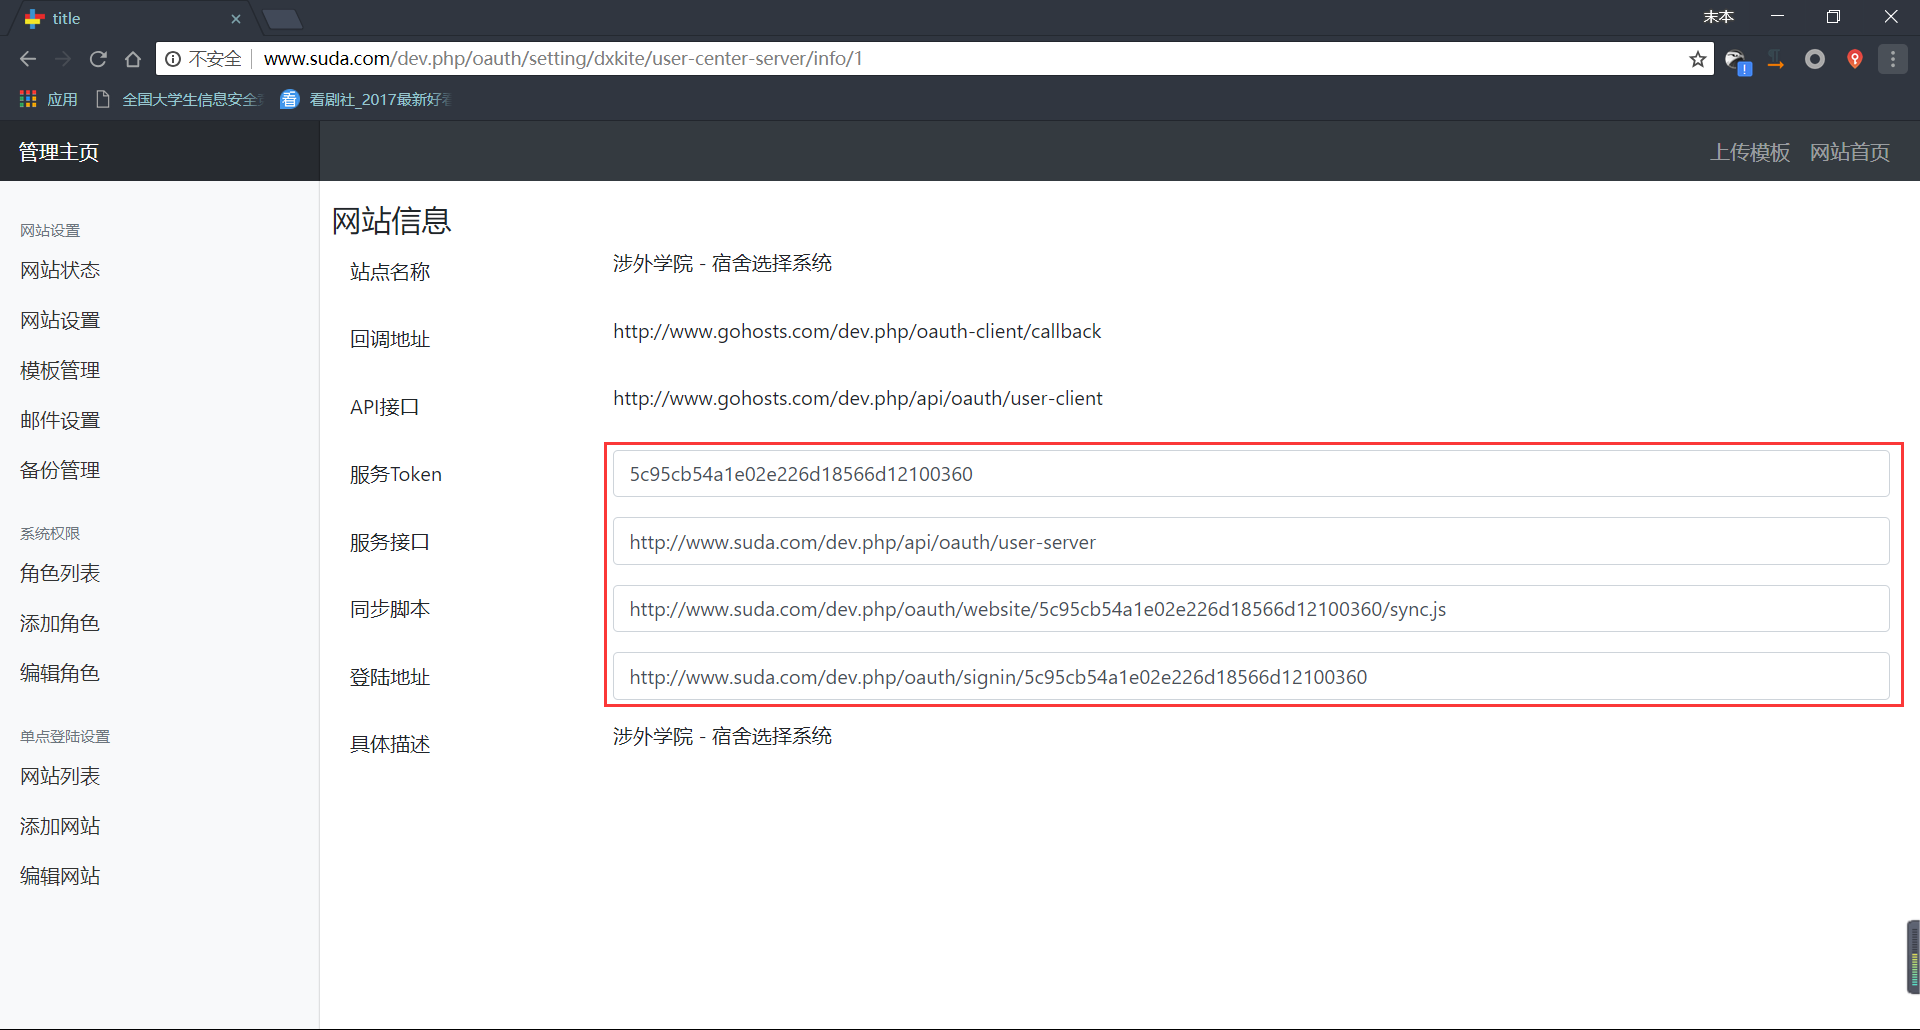 title
末本
不安全 www.suda.com/dev.php/oauth/setting/dxkite/user-center-server/info/1
应用 全国大学生信息安全 看剧社_2017最新好看
管理主页
上传模板 网站首页
网站设置
网站状态
网站设置
模板管理
邮件设置
备份管理
系统权限
角色列表
添加角色
编辑角色
单点登陆设置
网站列表
添加网站
编辑网站
网站信息
站点名称 涉外学院 - 宿舍选择系统
回调地址 http://www.gohosts.com/dev.php/oauth-client/callback
API接口 http://www.gohosts.com/dev.php/api/oauth/user-client
服务Token 5c95cb54a1e02e226d18566d12100360
服务接口 http://www.suda.com/dev.php/api/oauth/user-server
同步脚本 http://www.suda.com/dev.php/oauth/website/5c95cb54a1e02e226d18566d12100360/sync.js
登陆地址 http://www.suda.com/dev.php/oauth/signin/5c95cb54a1e02e226d18566d12100360
具体描述 涉外学院 - 宿舍选择系统